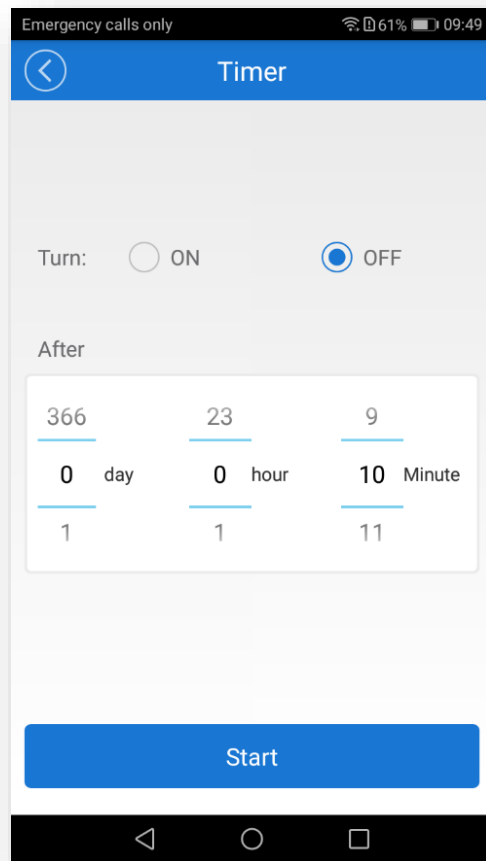 Emergency calls only 61% 09:49
Timer
Turn: ON OFF
After
366 23 9
0 day 0 hour 10 Minute
1 1 11
Start